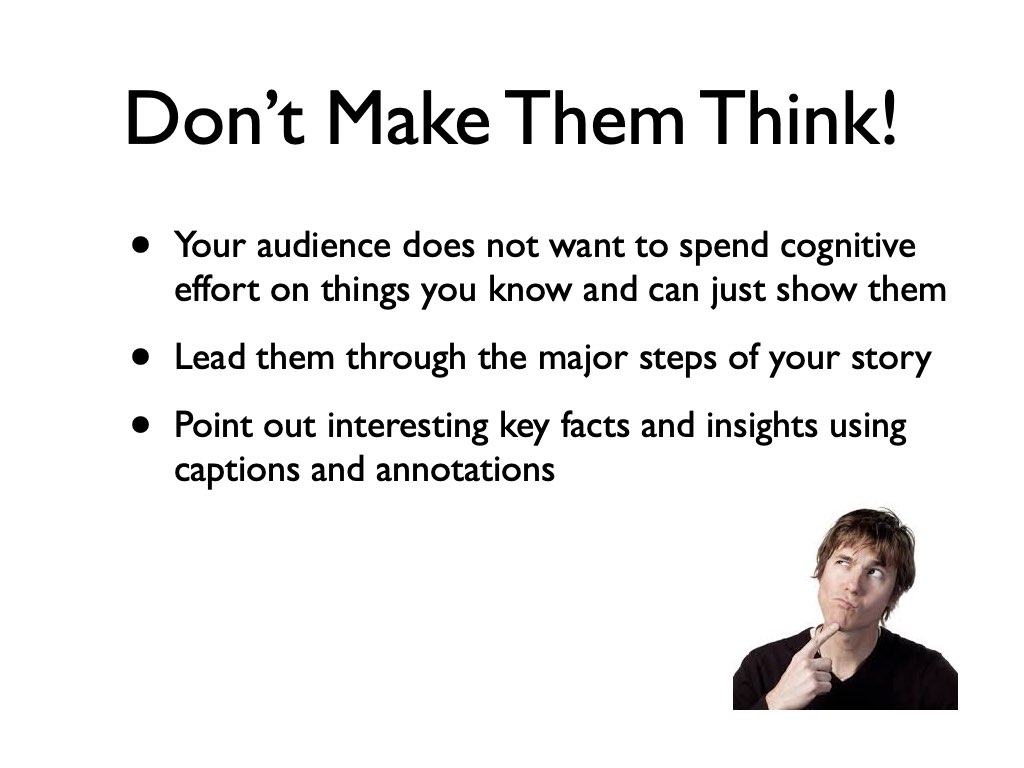 Don’t Make Them Think!
• Your audience does not want to spend cognitive
effort on things you know and can just show them
• Lead them through the major steps of your story
• Point out interesting key facts and insights using
captions and annotations